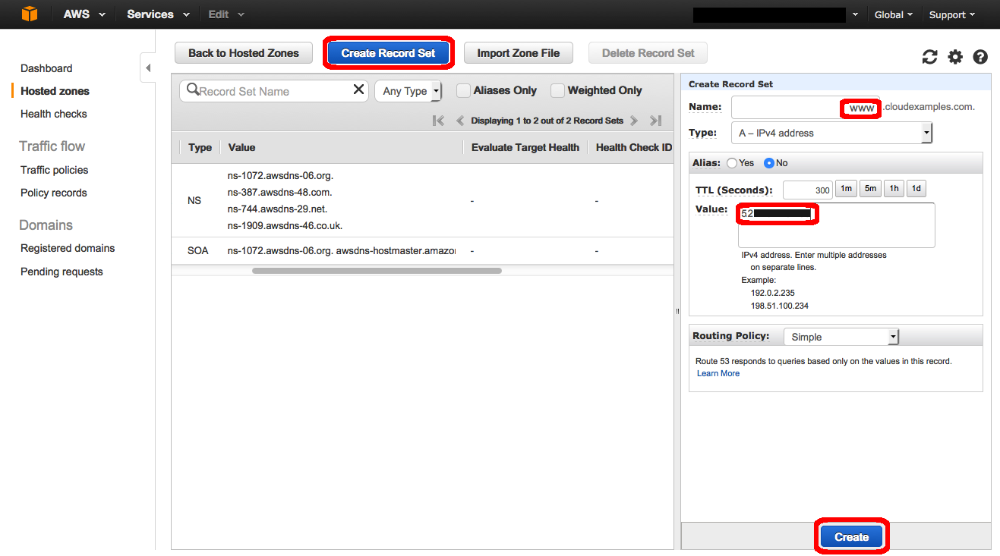 AWS Services Edit Global Support
Back to Hosted Zones Create Record Set Import Zone File Delete Record Set
Dashboard
Hosted zones
Health checks
Traffic flow
Traffic policies
Policy records
Domains
Registered domains
Pending requests
Record Set Name Any Type Aliases Only Weighted Only
Displaying 1 to 2 out of 2 Record Sets
Type Value Evaluate Target Health Health Check ID
NS
ns-1072.awsdns-06.org.
ns-387.awsdns-48.com.
ns-744.awsdns-29.net.
ns-1909.awsdns-46.co.uk.
- -
SOA ns-1072.awsdns-06.org. awsdns-hostmaster.amazon - -
Create Record Set
Name: www .cloudexamples.com.
Type: A – IPv4 address
Alias: Yes No
TTL (Seconds): 300 1m 5m 1h 1d
Value: 52
IPv4 address. Enter multiple addresses
on separate lines.
Example:
192.0.2.235
198.51.100.234
Routing Policy: Simple
Route 53 responds to queries based only on the values in this record.
Learn More
Create